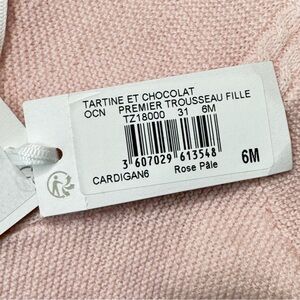 TARTINE ET CHOCOLAT
OCN PREMIER TROUSSEAU FILLE
TZ18000 31 6M
3 607029 613548
6M
CARDIGAN6 Rose Pâle